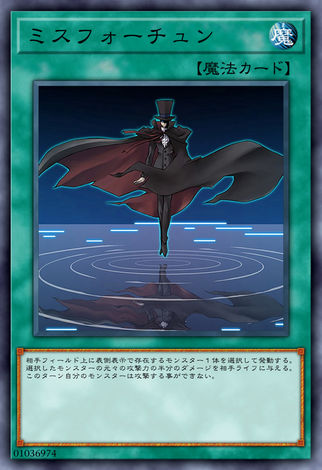 ミスフォーチュン
魔
【魔法カード】
相手フィールド上に表側表示で存在するモンスター１体を選択して発動する。
選択したモンスターの元々の攻撃力の半分のダメージを相手ライフに与える。
このターン自分のモンスターは攻撃する事ができない。
01036974